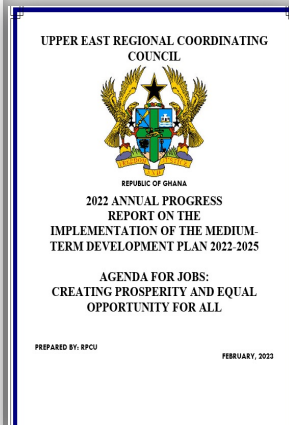 UPPER EAST REGIONAL COORDINATING
COUNCIL
REPUBLIC OF GHANA
2022 ANNUAL PROGRESS
REPORT ON THE
IMPLEMENTATION OF THE MEDIUM-
TERM DEVELOPMENT PLAN 2022-2025
AGENDA FOR JOBS:
CREATING PROSPERITY AND EQUAL
OPPORTUNITY FOR ALL
PREPARED BY: RPCU
FEBRUARY, 2023